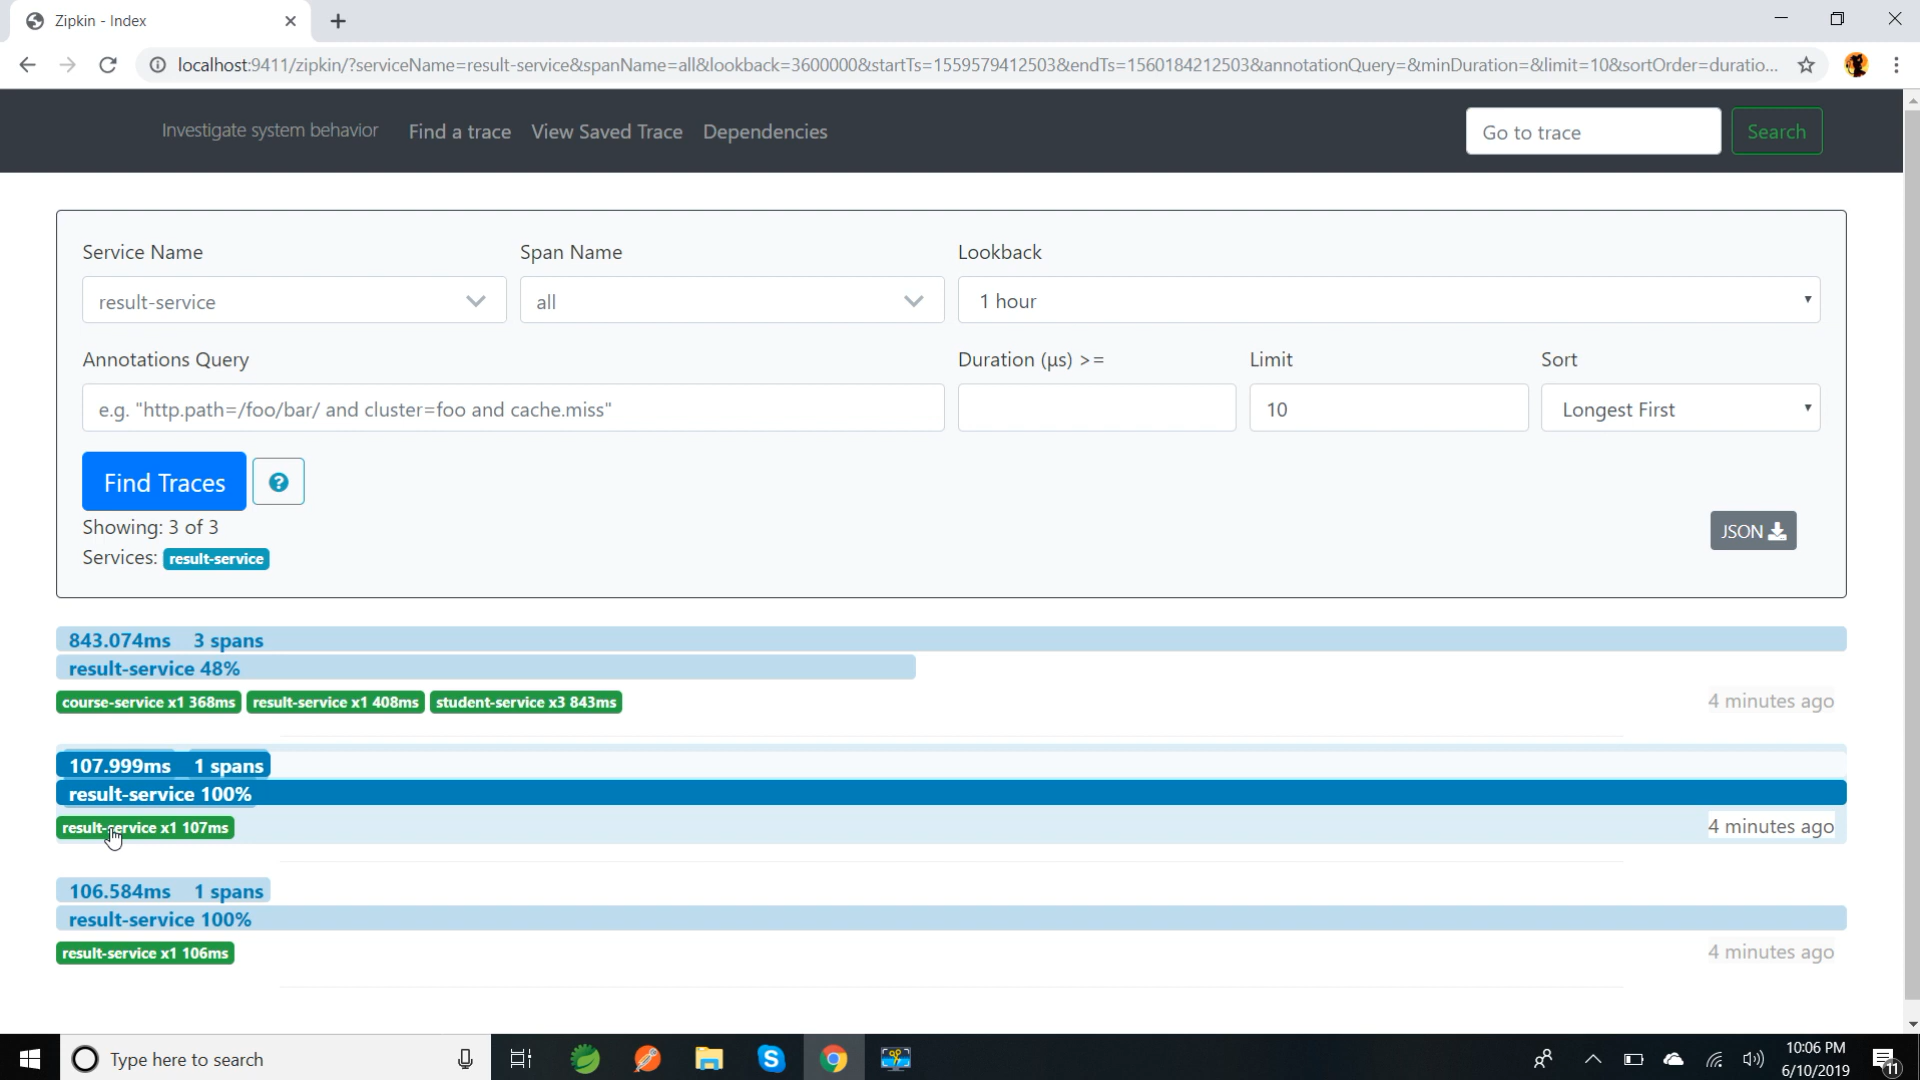 Zipkin - Index
localhost:9411/zipkin/?serviceName=result-service&spanName=all&lookback=3600000&startTs=1559579412503&endTs=1560184212503&annotationQuery=&minDuration=&limit=10&sortOrder=duratio...
Investigate system behavior Find a trace View Saved Trace Dependencies Go to trace Search
Service Name Span Name Lookback
result-service all 1 hour
Annotations Query Duration (μs) >= Limit Sort
e.g. "http.path=/foo/bar/ and cluster=foo and cache.miss" 10 Longest First
Find Traces ?
Showing: 3 of 3
JSON
Services: result-service
843.074ms 3 spans
result-service 48%
course-service x1 368ms result-service x1 408ms student-service x3 843ms 4 minutes ago
107.999ms 1 spans
result-service 100%
result-service x1 107ms 4 minutes ago
106.584ms 1 spans
result-service 100%
result-service x1 106ms 4 minutes ago
Type here to search
10:06 PM
6/10/2019
11